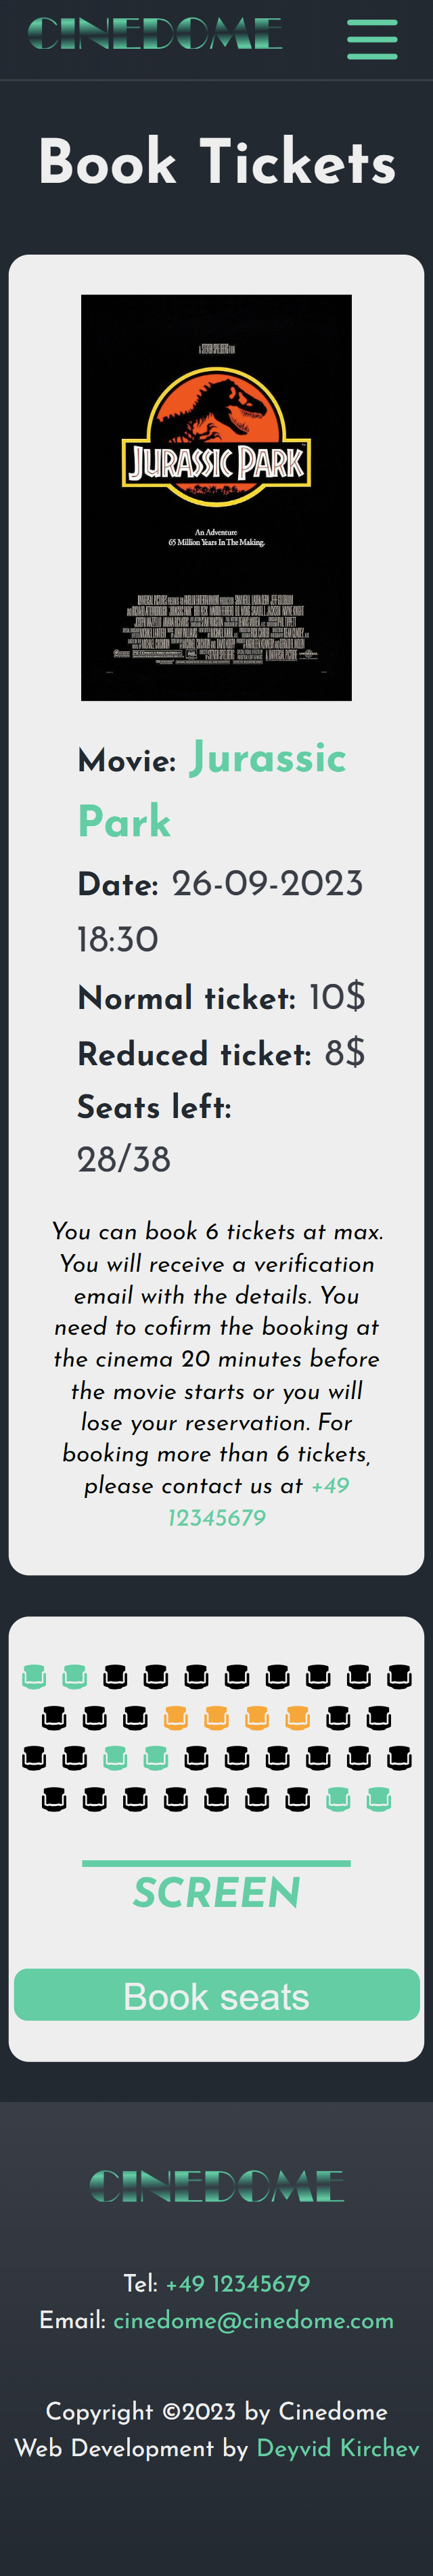 CINEDOME
Book Tickets
JURASSIC PARK
An Adventure
65 Million Years In The Making.
Movie: Jurassic
Park
Date: 26-09-2023
18:30
Normal ticket: 10$
Reduced ticket: 8$
Seats left:
28/38
You can book 6 tickets at max.
You will receive a verification
email with the details. You
need to cofirm the booking at
the cinema 20 minutes before
the movie starts or you will
lose your reservation. For
booking more than 6 tickets,
please contact us at +49
12345679
SCREEN
Book seats
CINEDOME
Tel: +49 12345679
Email: cinedome@cinedome.com
Copyright ©2023 by Cinedome
Web Development by Deyvid Kirchev